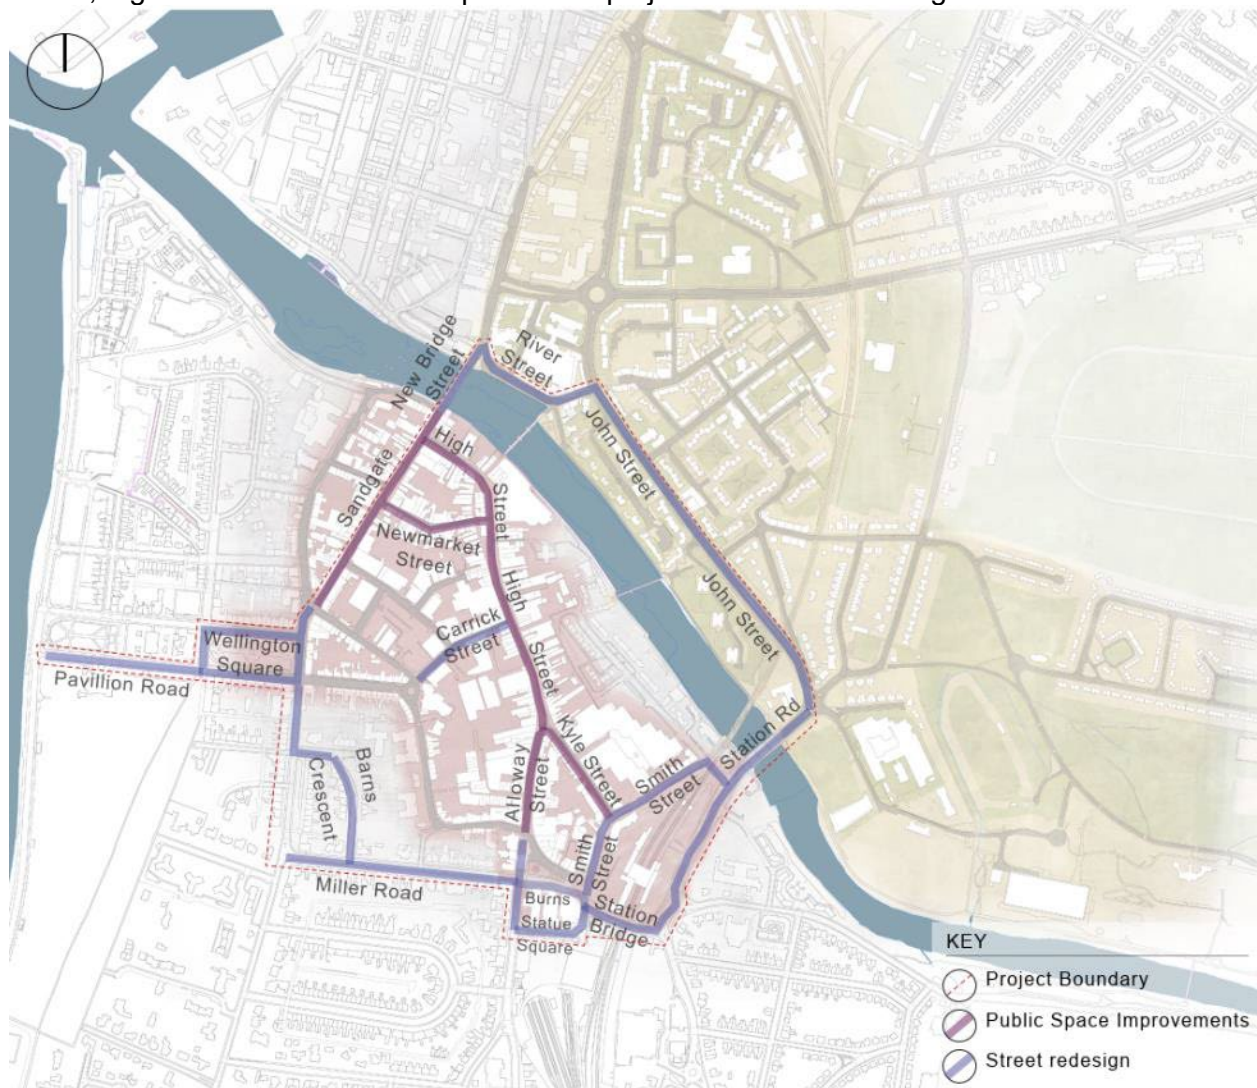 New Bridge
Street
River
Street
High
Street
Sandgate
Newmarket
Street
John Street
High
Street
Carrick
Street
John Street
Wellington
Square
Pavillion Road
Kyle Street
Alloway
Street
Smith
Street
Station Rd
Barns
Crescent
Smith
Street
Miller Road
Burns
Statue
Square
Station
Bridge
KEY
Project Boundary
Public Space Improvements
Street redesign